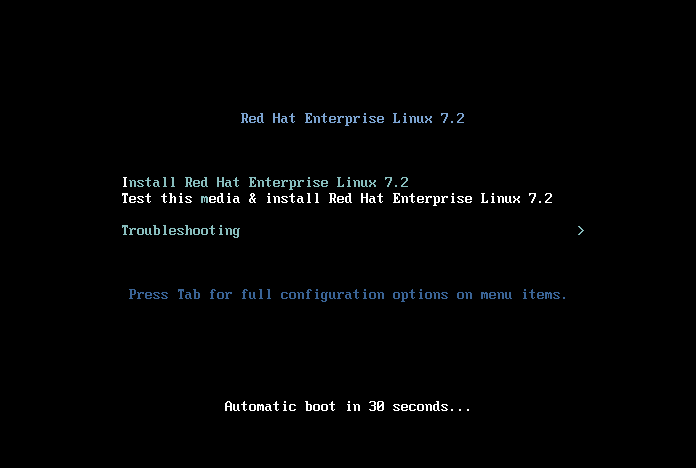 Red Hat Enterprise Linux 7.2
Install Red Hat Enterprise Linux 7.2
Test this media & install Red Hat Enterprise Linux 7.2
Troubleshooting >
Press Tab for full configuration options on menu items.
Automatic boot in 30 seconds...